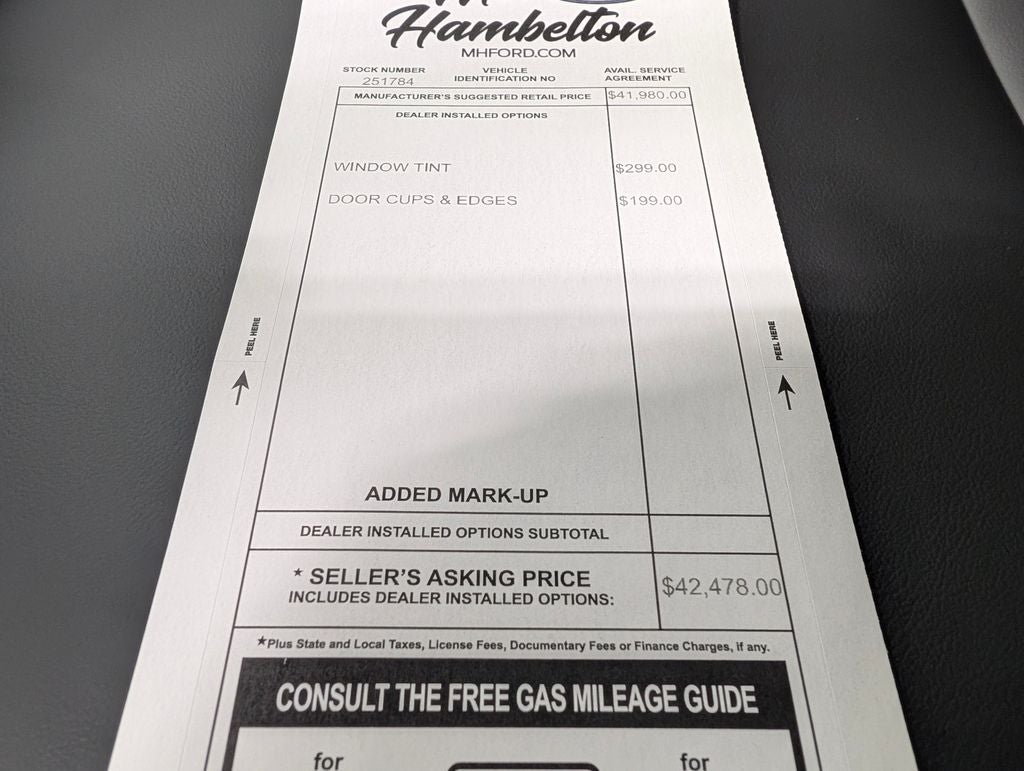 Hambelton
MHFORD.COM
STOCK NUMBER
251784
VEHICLE
IDENTIFICATION NO
AVAIL. SERVICE
AGREEMENT
MANUFACTURER'S SUGGESTED RETAIL PRICE $41,980.00
DEALER INSTALLED OPTIONS
WINDOW TINT $299.00
DOOR CUPS & EDGES $199.00
PEEL HERE
PEEL HERE
ADDED MARK-UP
DEALER INSTALLED OPTIONS SUBTOTAL
* SELLER'S ASKING PRICE
INCLUDES DEALER INSTALLED OPTIONS:
$42,478.00
*Plus State and Local Taxes, License Fees, Documentary Fees or Finance Charges, if any.
CONSULT THE FREE GAS MILEAGE GUIDE
for
for